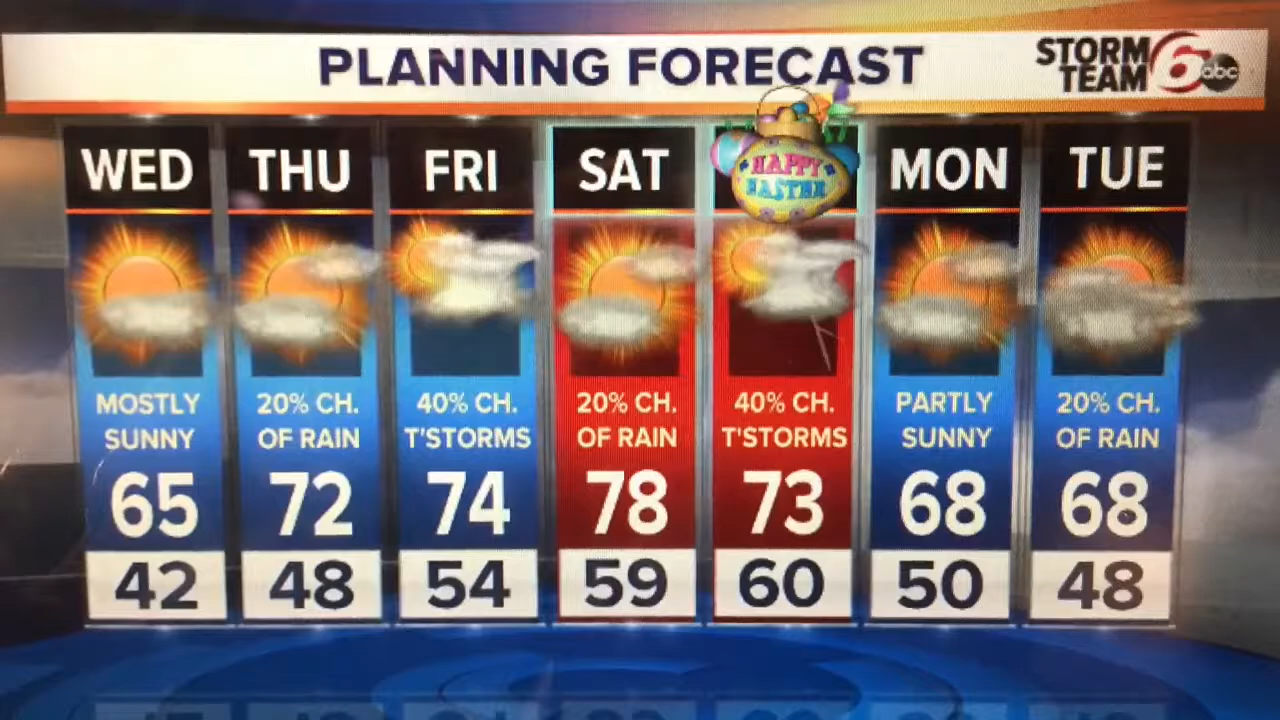 PLANNING FORECAST
STORM
TEAM 6 abc
WED THU FRI SAT HAPPY EASTER MON TUE
MOSTLY 20% CH. 40% CH. 20% CH. 40% CH. PARTLY 20% CH.
SUNNY OF RAIN T'STORMS OF RAIN T'STORMS SUNNY OF RAIN
65 72 74 78 73 68 68
42 48 54 59 60 50 48